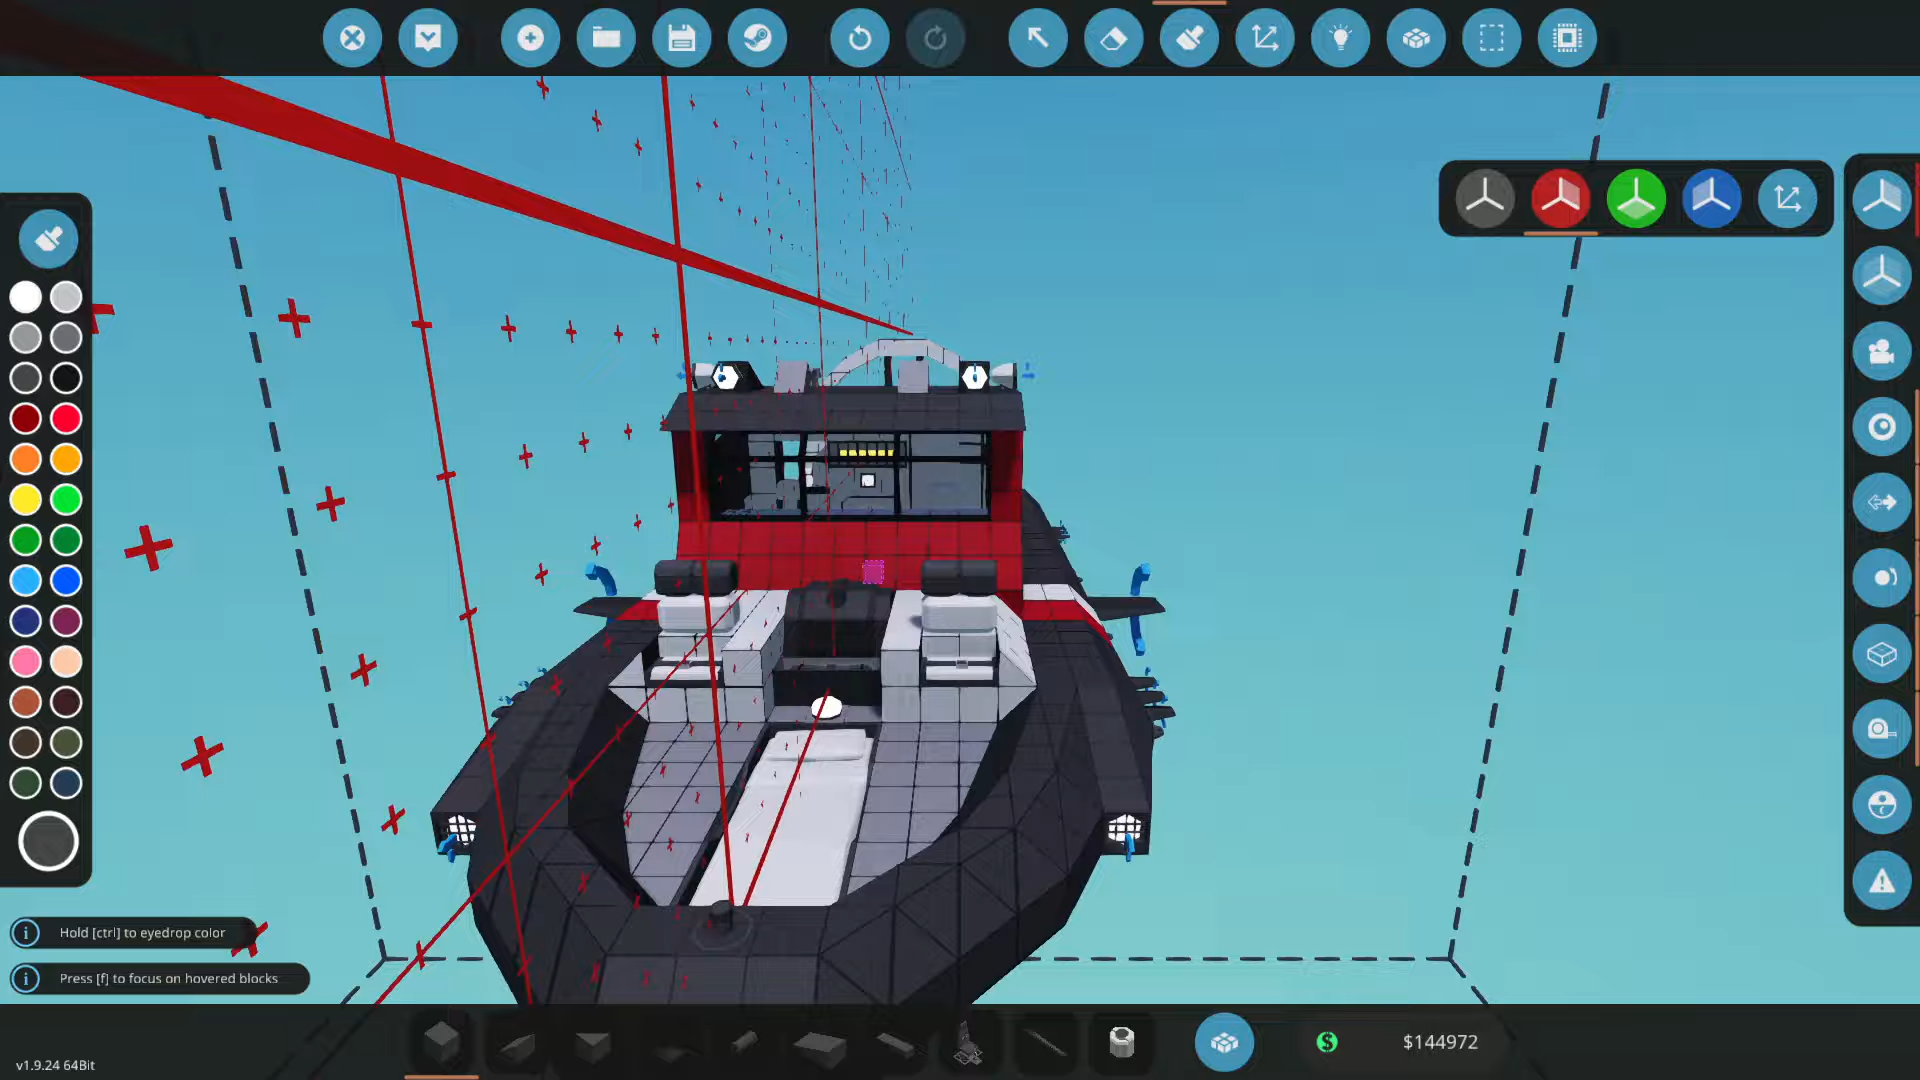 Hold [ctrl] to eyedrop color
Press [f] to focus on hovered blocks
$
$144972
v1.9.24 64Bit